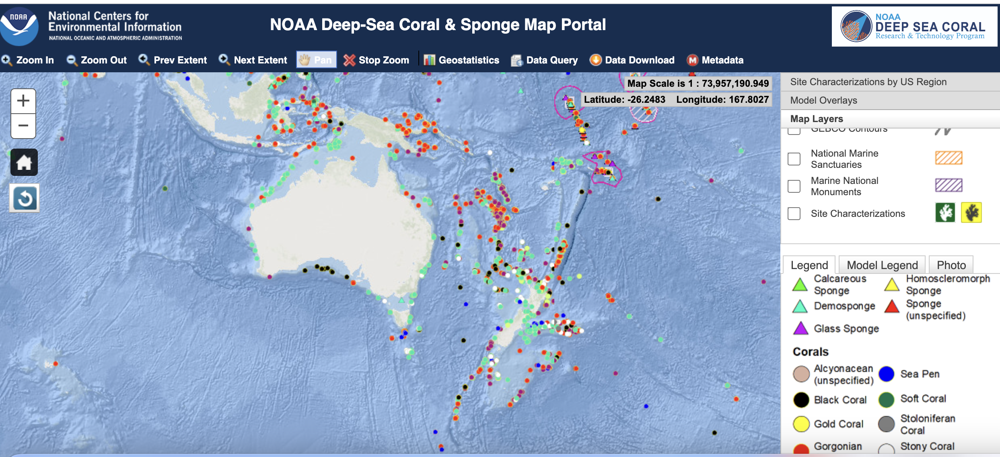 NOAA
National Centers for
Environmental Information
NATIONAL OCEANIC AND ATMOSPHERIC ADMINISTRATION
NOAA Deep-Sea Coral & Sponge Map Portal
NOAA
DEEP SEA CORAL
Research & Technology Program
Zoom In
Zoom Out
Prev Extent
Next Extent
Pan
Stop Zoom
Geostatistics
Data Query
Data Download
M
Metadata
Map Scale is 1 : 73,957,190.949
Latitude: -26.2483 Longitude: 167.8027
+
−
Site Characterizations by US Region
Model Overlays
Map Layers
GEBCO Contours
National Marine
Sanctuaries
Marine National
Monuments
Site Characterizations
Legend
Model Legend
Photo
Calcareous
Sponge
Homoscleromorph
Sponge
Demosponge
Sponge
(unspecified)
Glass Sponge
Corals
Alcyonacean
(unspecified)
Sea Pen
Black Coral
Soft Coral
Gold Coral
Stoloniferan
Coral
Gorgonian
Stony Coral